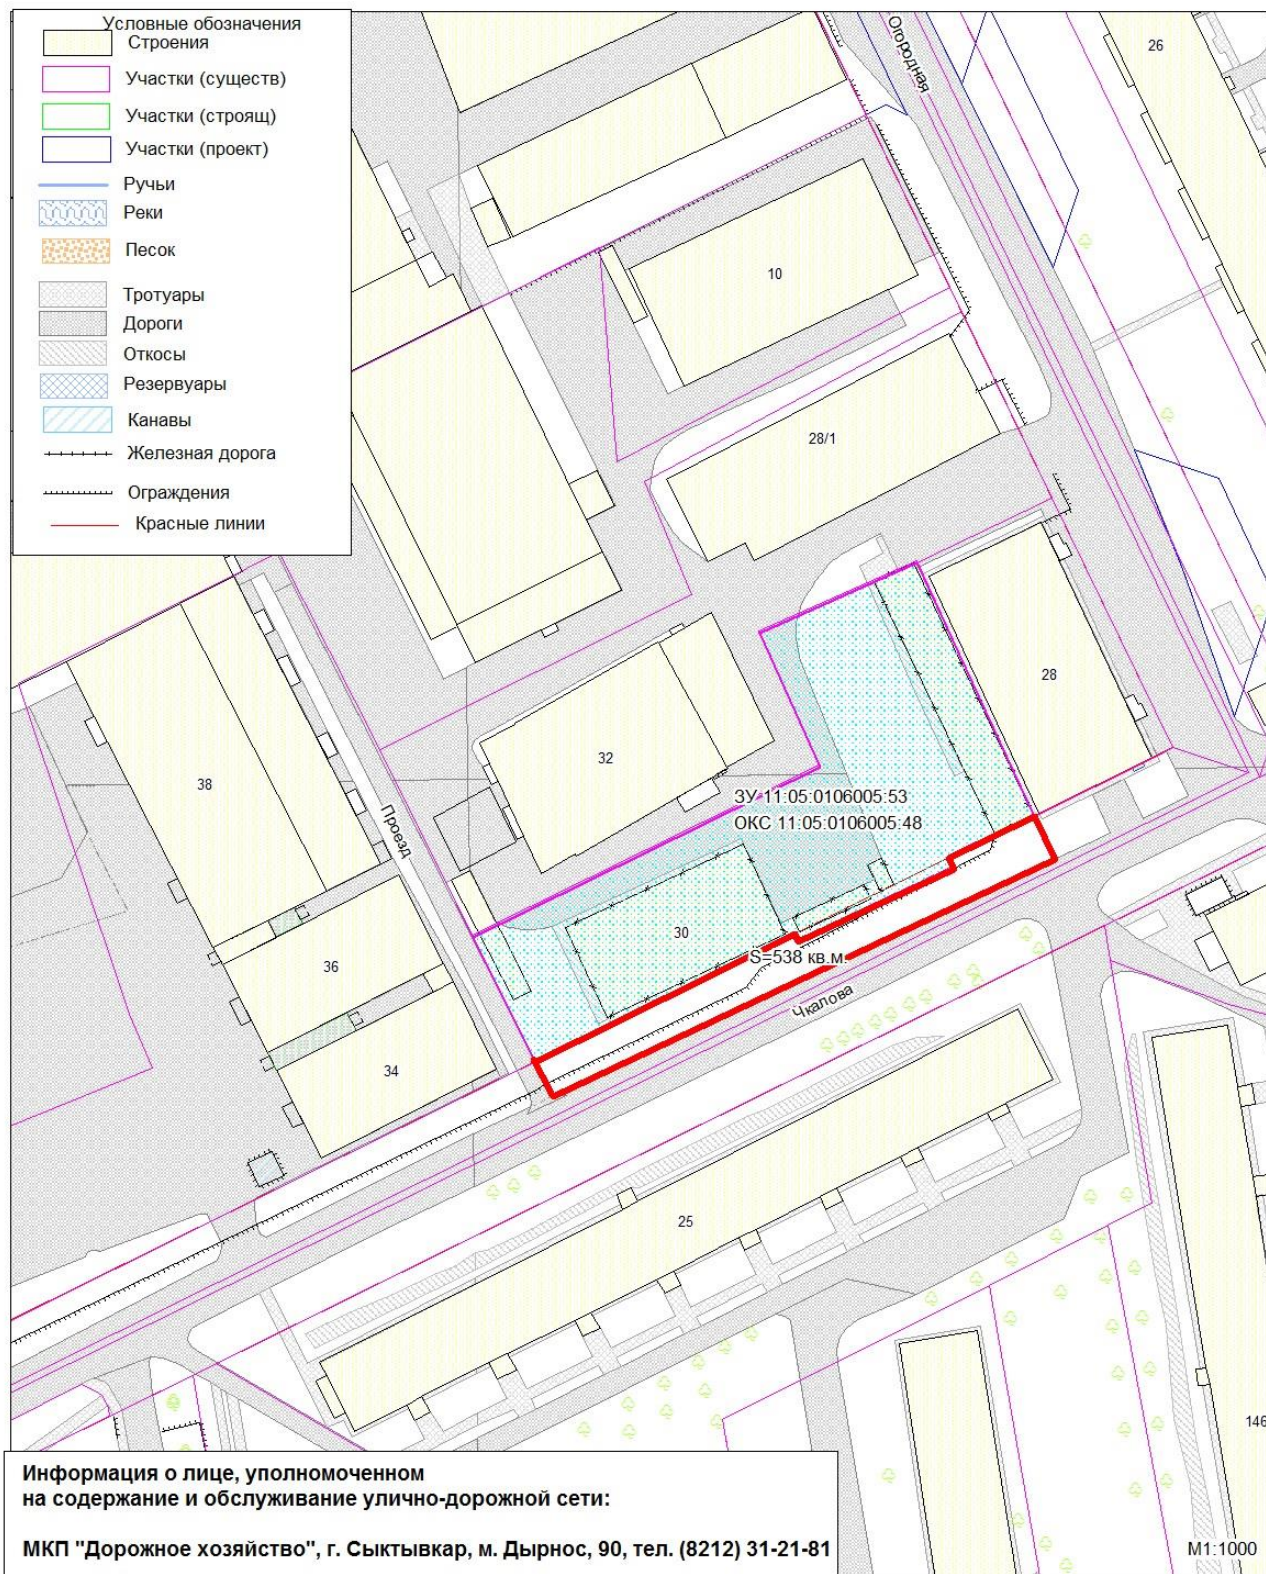 Условные обозначения
Строения
Участки (существ)
Участки (строящ)
Участки (проект)
Ручьи
Реки
Песок
Тротуары
Дороги
Откосы
Резервуары
Канавы
Железная дорога
Ограждения
Красные линии
Огородная
26
10
28/1
28
32
38
Проезд
ЗУ 11:05:0106005:53
ОКС 11:05:0106005:48
30
S=538 кв.м.
36
Чкалова
34
25
146
Информация о лице, уполномоченном
на содержание и обслуживание улично-дорожной сети:
МКП "Дорожное хозяйство", г. Сыктывкар, м. Дырнос, 90, тел. (8212) 31-21-81
М1:1000